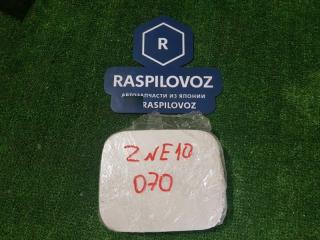 R
RASPILOVOZ
АВТОЗАПЧАСТИ ИЗ ЯПОНИИ
RASPILOVOZ
ZNE10
070